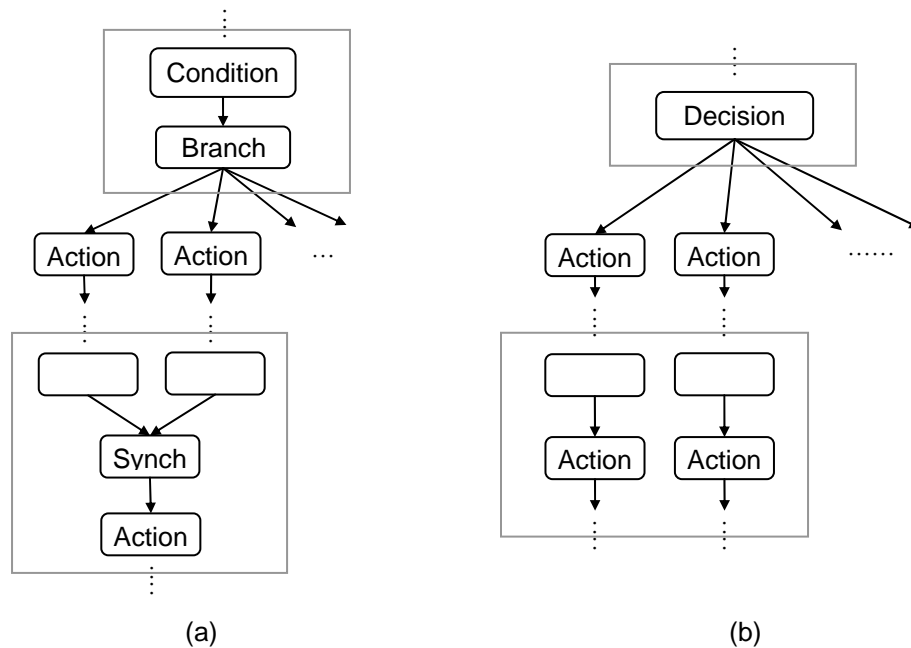 Condition
Branch
Action
Action
...
Synch
Action
(a)
Decision
Action
Action
......
Action
Action
(b)